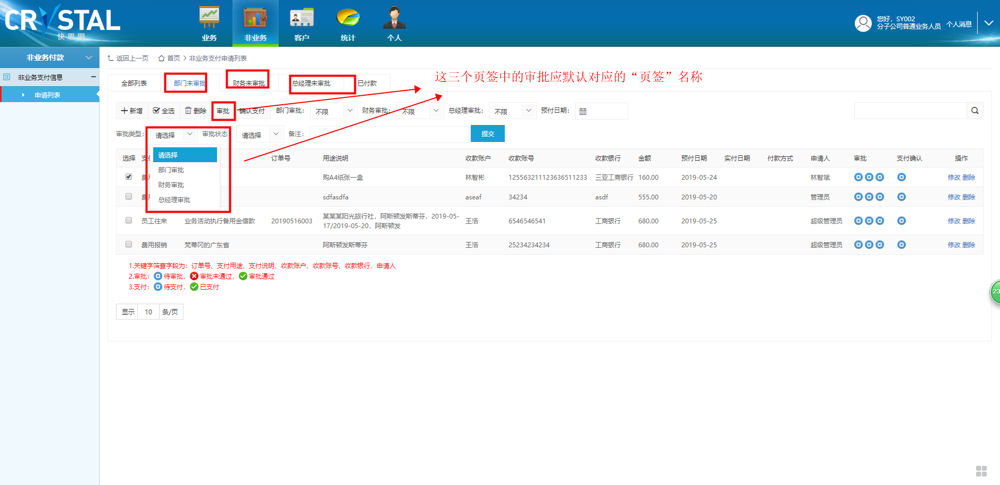 CRYSTAL
快思图
业务
非业务
客户
统计
个人
您好，SY002
分子公司普通业务人员
个人消息
非业务付款
非业务支付信息
申请列表
返回上一页 首页 > 非业务支付申请列表
全部列表 部门未审批 财务未审批 总经理未审批 已付款
这三个页签中的审批应默认对应的“页签”名称
新增 全选 删除 审批 确认支付 部门审批： 不限 财务审批： 不限 总经理审批： 不限 预付日期：
审批类型： 请选择 审批状态： 请选择 备注： 提交
请选择
部门审批
财务审批
总经理审批
选择 支付 订单号 用途说明 收款账户 收款账号 收款银行 金额 预付日期 实付日期 付款方式 申请人 审批 支付确认 操作
费用 购A4纸张一盒 林智彬 125563211123636511233 三亚工商银行 160.00 2019-05-24 林智斌 修改 删除
费用 sdfasdfa aseaf 34234 asdf 555.00 2019-05-20 管理员 修改 删除
员工往来 业务活动执行备用金借款 20190516003 某某某阳光旅行社，阿斯顿发斯蒂芬，2019-05-
17/2019-05-20，阿斯顿发 王浩 6546546541 工商银行 680.00 2019-05-25 超级管理员 修改 删除
费用报销 梵蒂冈的广东省 阿斯顿发斯蒂芬 王浩 25234234234 工商银行 680.00 2019-05-25 超级管理员 修改 删除
1.关键字筛查字段为：订单号、支付用途、支付说明、收款账户、收款账号、收款银行、申请人
2.审批： 待审批， 审批未通过， 审批通过
3.支付： 待支付， 已支付
显示 10 条/页
23